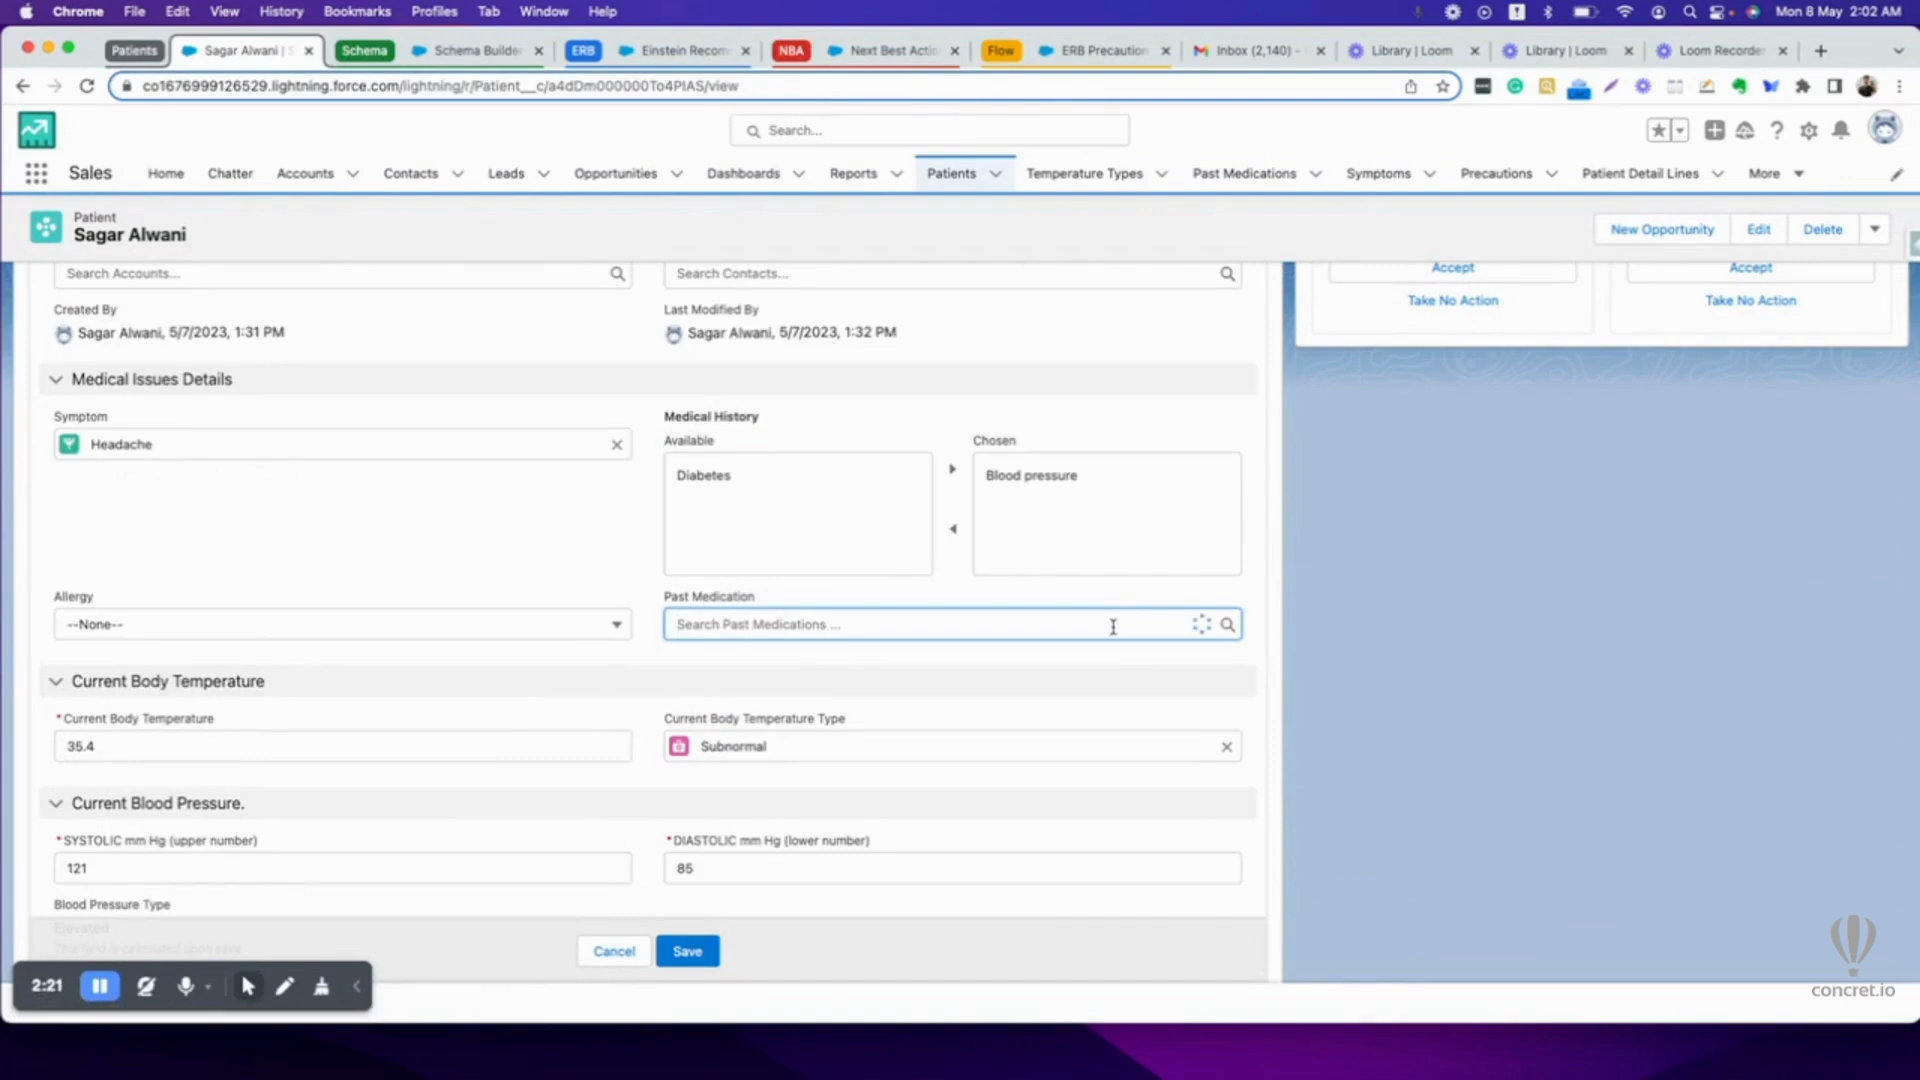 Chrome File Edit View History Bookmarks Profiles Tab Window Help Mon 8 May 2:02 AM
Patients Sagar Alwani | S Schema Schema Builde ERB Einstein Recom NBA Next Best Actio Flow ERB Precaution Inbox (2,140) - Library | Loom Library | Loom Loom Recorde
co1676999126529.lightning.force.com/lightning/r/Patient__c/a4dDm000000To4PIAS/view
Search...
Sales Home Chatter Accounts Contacts Leads Opportunities Dashboards Reports Patients Temperature Types Past Medications Symptoms Precautions Patient Detail Lines More
Patient
Sagar Alwani
New Opportunity Edit Delete
Search Accounts... Search Contacts...
Accept Accept
Take No Action Take No Action
Created By Last Modified By
Sagar Alwani, 5/7/2023, 1:31 PM Sagar Alwani, 5/7/2023, 1:32 PM
Medical Issues Details
Symptom Medical History
Headache
Available Chosen
Diabetes Blood pressure
Allergy Past Medication
--None-- Search Past Medications ...
Current Body Temperature
*Current Body Temperature Current Body Temperature Type
35.4 Subnormal
Current Blood Pressure.
*SYSTOLIC mm Hg (upper number) *DIASTOLIC mm Hg (lower number)
121 85
Blood Pressure Type
Elevated
This field is calculated upon save
Cancel Save
2:21
concret.io